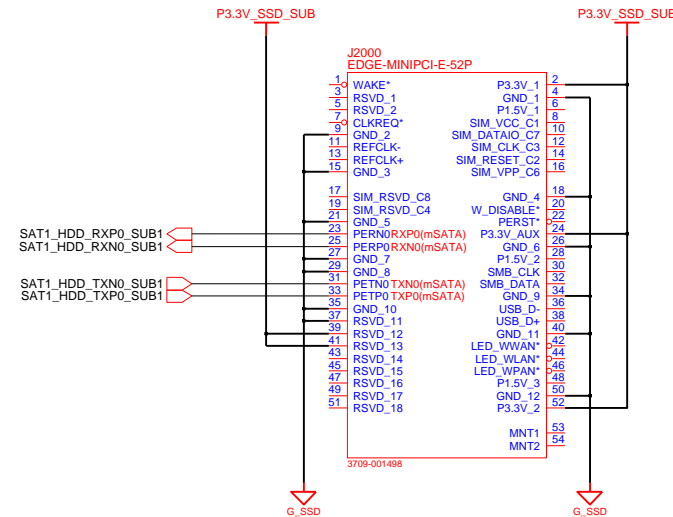 P3.3V_SSD_SUB P3.3V_SSD_SUB
J2000
EDGE-MINIPCI-E-52P
1 WAKE* P3.3V_1 2
3 RSVD_1 GND_1 4
5 RSVD_2 P1.5V_1 6
7 CLKREQ* SIM_VCC_C1 8
9 GND_2 SIM_DATAIO_C7 10
11 REFCLK- SIM_CLK_C3 12
13 REFCLK+ SIM_RESET_C2 14
15 GND_3 SIM_VPP_C6 16
17 SIM_RSVD_C8 GND_4 18
19 SIM_RSVD_C4 W_DISABLE* 20
21 GND_5 PERST* 22
SAT1_HDD_RXP0_SUB1 23 PERN0 RXP0(mSATA) P3.3V_AUX 24
SAT1_HDD_RXN0_SUB1 25 PERP0 RXN0(mSATA) GND_6 26
27 GND_7 P1.5V_2 28
29 GND_8 SMB_CLK 30
SAT1_HDD_TXN0_SUB1 31 PETN0 TXN0(mSATA) SMB_DATA 32
SAT1_HDD_TXP0_SUB1 33 PETP0 TXP0(mSATA) GND_9 34
35 GND_10 USB_D- 36
37 RSVD_11 USB_D+ 38
39 RSVD_12 GND_11 40
41 RSVD_13 LED_WWAN* 42
43 RSVD_14 LED_WLAN* 44
45 RSVD_15 LED_WPAN* 46
47 RSVD_16 P1.5V_3 48
49 RSVD_17 GND_12 50
51 RSVD_18 P3.3V_2 52
MNT1 53
MNT2 54
3709-001498
G_SSD G_SSD